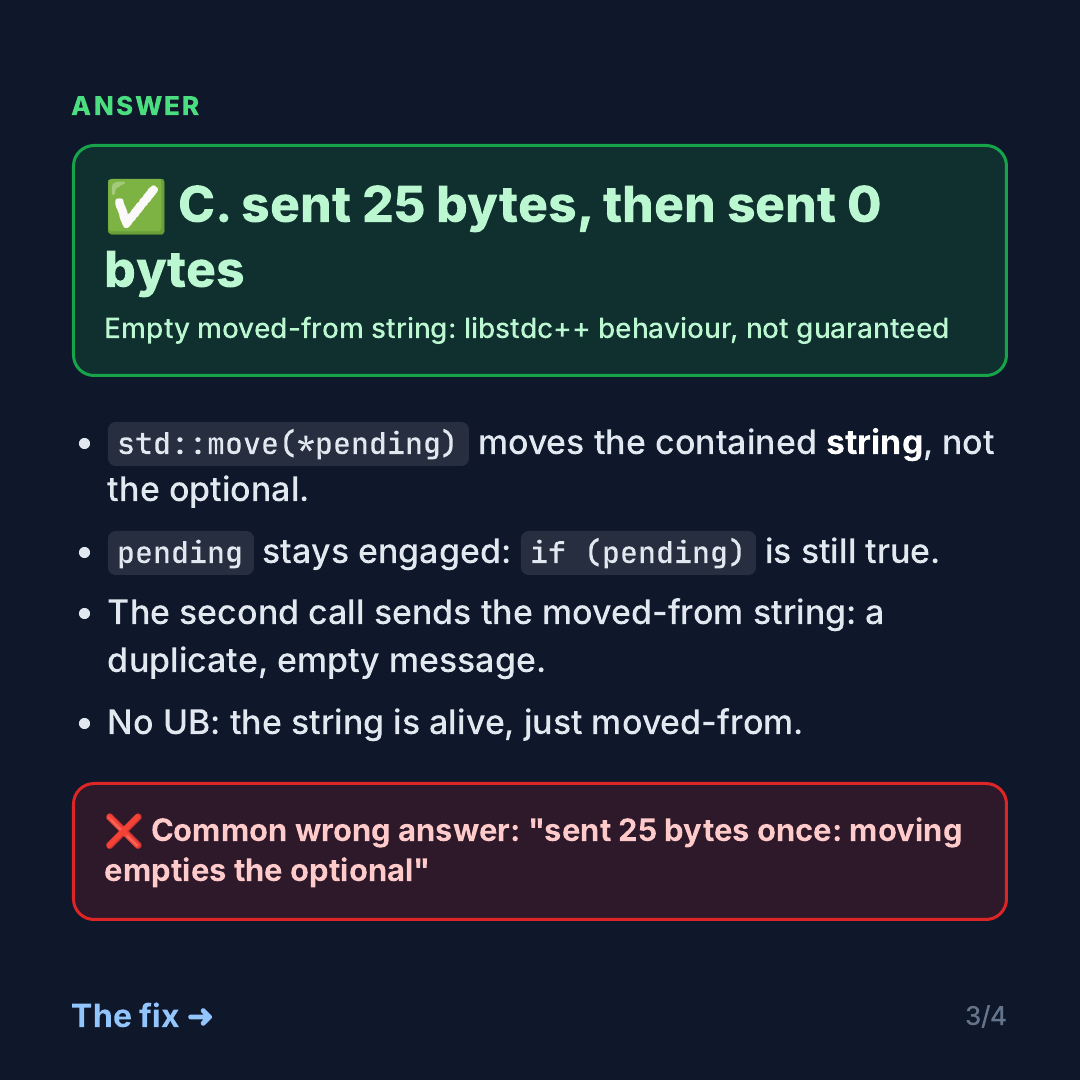 ANSWER
✅ C. sent 25 bytes, then sent 0
bytes
Empty moved-from string: libstdc++ behaviour, not guaranteed
• std::move(*pending) moves the contained string, not
the optional.
• pending stays engaged: if (pending) is still true.
• The second call sends the moved-from string: a
duplicate, empty message.
• No UB: the string is alive, just moved-from.
❌ Common wrong answer: "sent 25 bytes once: moving
empties the optional"
The fix ➜
3/4